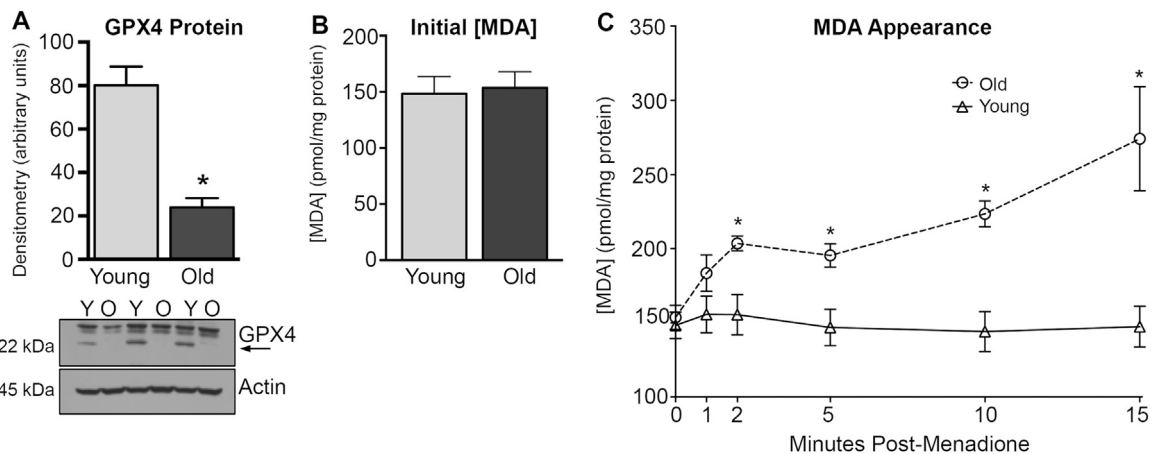 A
GPX4 Protein
Densitometry (arbitrary units)
100
80
60
40
20
0
*
Young Old
Y O Y O Y O
GPX4
22 kDa
45 kDa
Actin
B
Initial [MDA]
[MDA] (pmol/mg protein)
200
150
100
50
0
Young Old
C
MDA Appearance
[MDA] (pmol/mg protein)
350
300
250
200
150
100
Old
Young
*
*
*
*
0 1 2 5 10 15
Minutes Post-Menadione